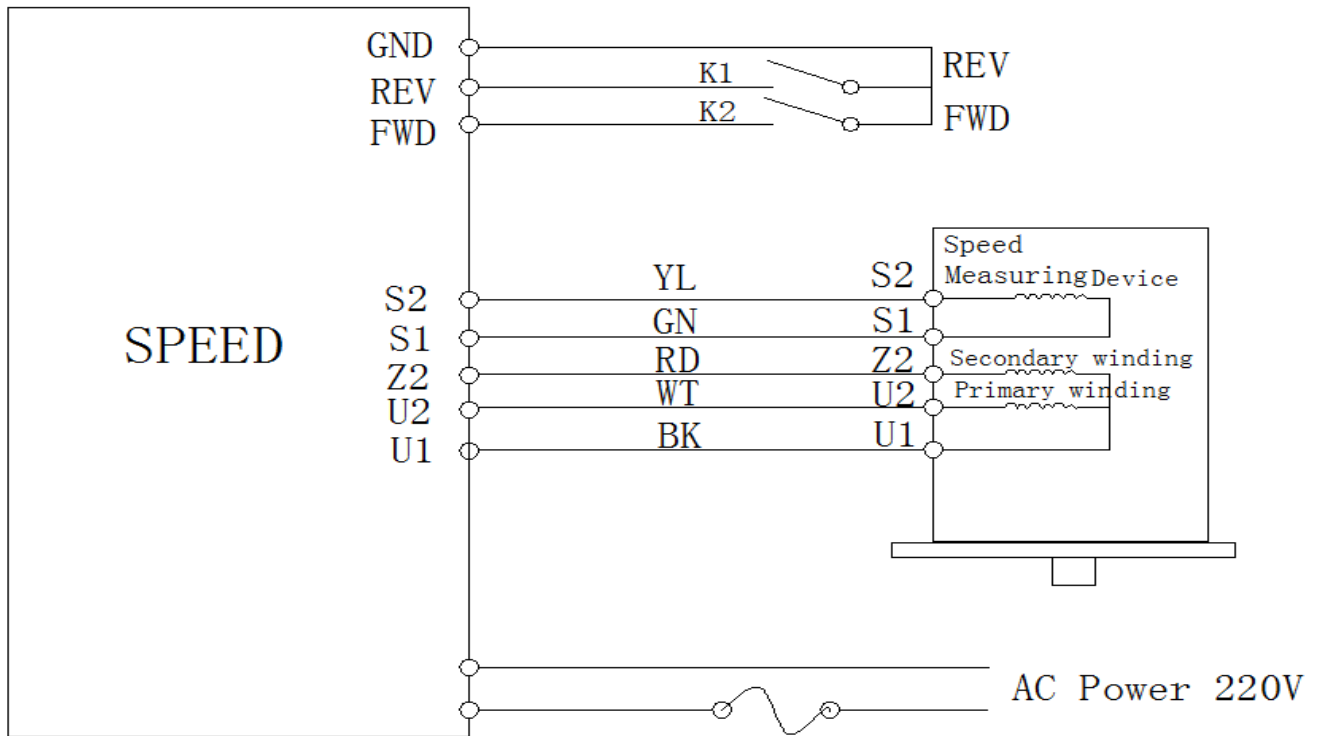 GND
REV
FWD
K1
K2
REV
FWD
SPEED
S2
S1
Z2
U2
U1
YL
GN
RD
WT
BK
S2
S1
Z2
U2
U1
Speed
Measuring Device
Secondary winding
Primary winding
AC Power 220V